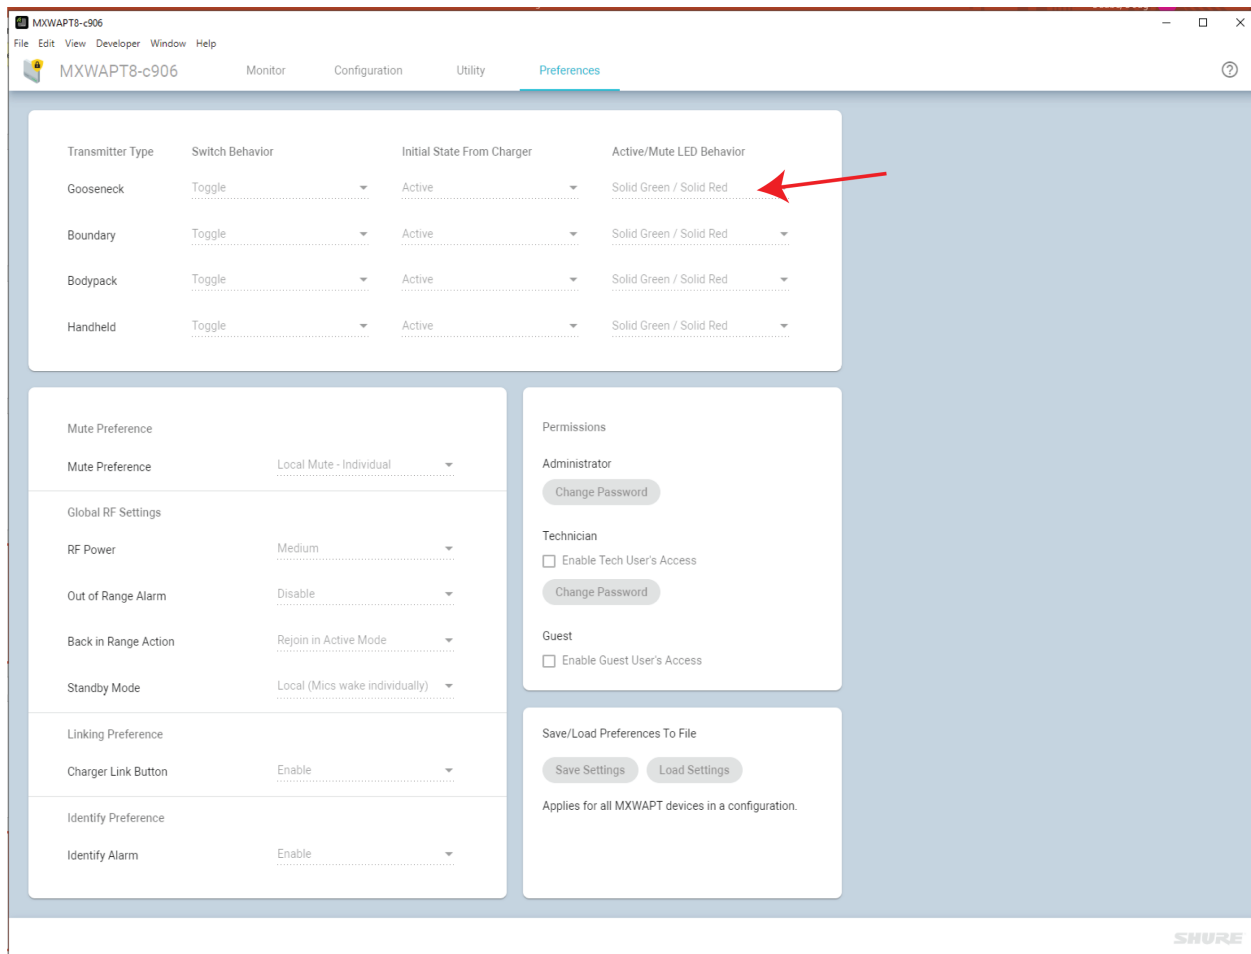 MXWAPT8-c906
File Edit View Developer Window Help
MXWAPT8-c906 Monitor Configuration Utility Preferences
Transmitter Type Switch Behavior Initial State From Charger Active/Mute LED Behavior
Gooseneck Toggle Active Solid Green / Solid Red
Boundary Toggle Active Solid Green / Solid Red
Bodypack Toggle Active Solid Green / Solid Red
Handheld Toggle Active Solid Green / Solid Red
Mute Preference
Mute Preference Local Mute - Individual
Global RF Settings
RF Power Medium
Out of Range Alarm Disable
Back in Range Action Rejoin in Active Mode
Standby Mode Local (Mics wake individually)
Linking Preference
Charger Link Button Enable
Identify Preference
Identify Alarm Enable
Permissions
Administrator
Change Password
Technician
Enable Tech User's Access
Change Password
Guest
Enable Guest User's Access
Save/Load Preferences To File
Save Settings Load Settings
Applies for all MXWAPT devices in a configuration.
SHURE